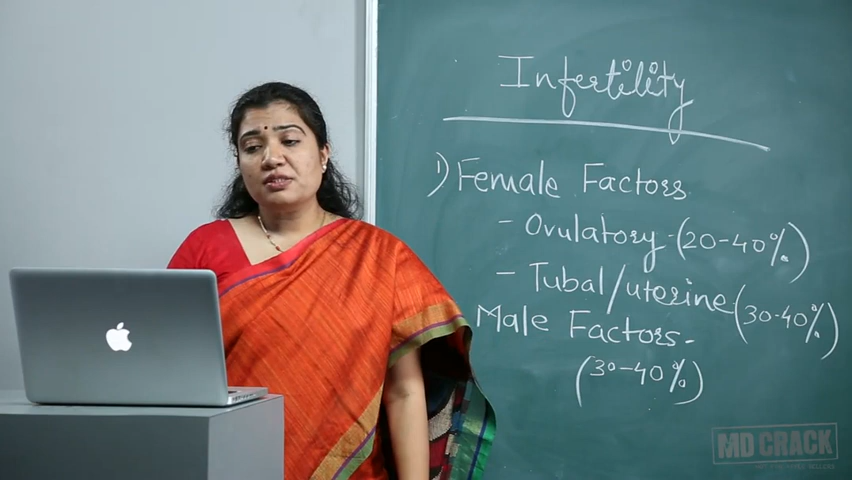 Infertility
1) Female Factors
- Ovulatory - (20-40%)
- Tubal/uterine (30-40%)
Male Factors -
(30-40%)
MD CRACK